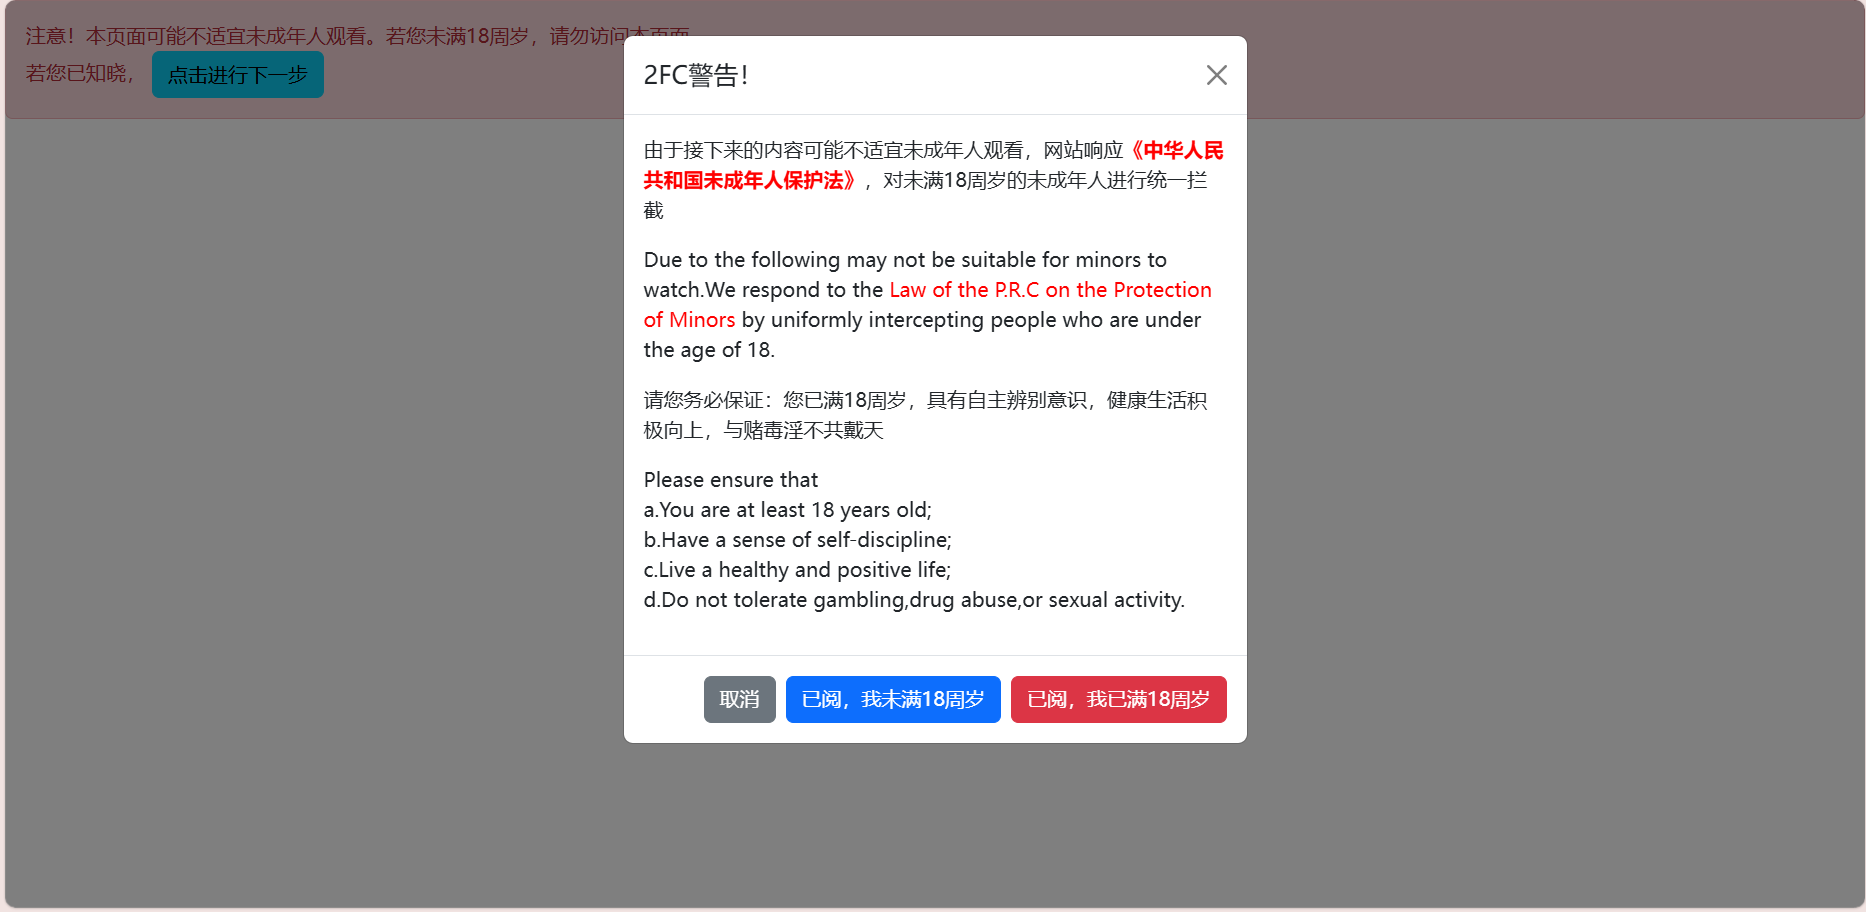 注意！本页面可能不适宜未成年人观看。若您未满18周岁，请勿访问本页面
若您已知晓，
点击进行下一步
2FC警告！
由于接下来的内容可能不适宜未成年人观看，网站响应《中华人民
共和国未成年人保护法》，对未满18周岁的未成年人进行统一拦
截
Due to the following may not be suitable for minors to
watch.We respond to the Law of the P.R.C on the Protection
of Minors by uniformly intercepting people who are under
the age of 18.
请您务必保证：您已满18周岁，具有自主辨别意识，健康生活积
极向上，与赌毒淫不共戴天
Please ensure that
a.You are at least 18 years old;
b.Have a sense of self-discipline;
c.Live a healthy and positive life;
d.Do not tolerate gambling,drug abuse,or sexual activity.
取消
已阅，我未满18周岁
已阅，我已满18周岁